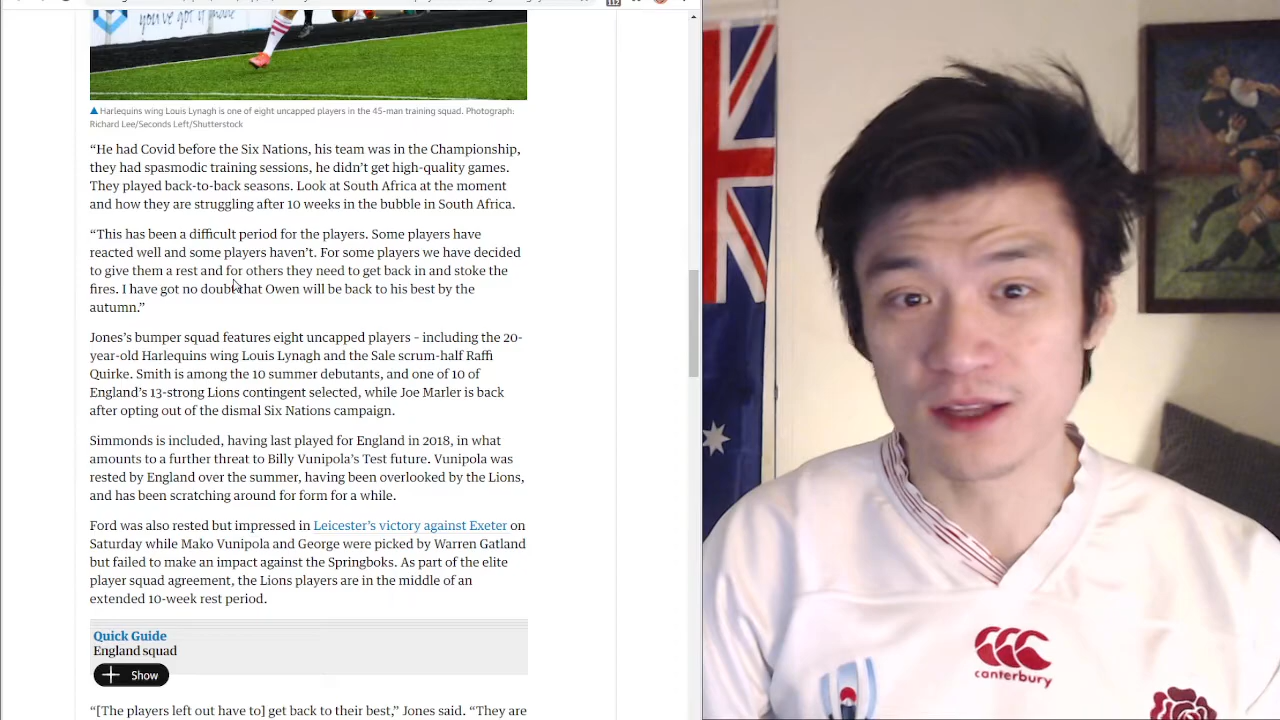 112
Harlequins wing Louis Lynagh is one of eight uncapped players in the 45-man training squad. Photograph:
Richard Lee/Seconds Left/Shutterstock
“He had Covid before the Six Nations, his team was in the Championship,
they had spasmodic training sessions, he didn’t get high-quality games.
They played back-to-back seasons. Look at South Africa at the moment
and how they are struggling after 10 weeks in the bubble in South Africa.
“This has been a difficult period for the players. Some players have
reacted well and some players haven’t. For some players we have decided
to give them a rest and for others they need to get back in and stoke the
fires. I have got no doubt that Owen will be back to his best by the
autumn.”
Jones’s bumper squad features eight uncapped players – including the 20-
year-old Harlequins wing Louis Lynagh and the Sale scrum-half Raffi
Quirke. Smith is among the 10 summer debutants, and one of 10 of
England’s 13-strong Lions contingent selected, while Joe Marler is back
after opting out of the dismal Six Nations campaign.
Simmonds is included, having last played for England in 2018, in what
amounts to a further threat to Billy Vunipola’s Test future. Vunipola was
rested by England over the summer, having been overlooked by the Lions,
and has been scratching around for form for a while.
Ford was also rested but impressed in Leicester’s victory against Exeter on
Saturday while Mako Vunipola and George were picked by Warren Gatland
but failed to make an impact against the Springboks. As part of the elite
player squad agreement, the Lions players are in the middle of an
extended 10-week rest period.
Quick Guide
England squad
Show
“[The players left out have to] get back to their best,” Jones said. “They are
canterbury